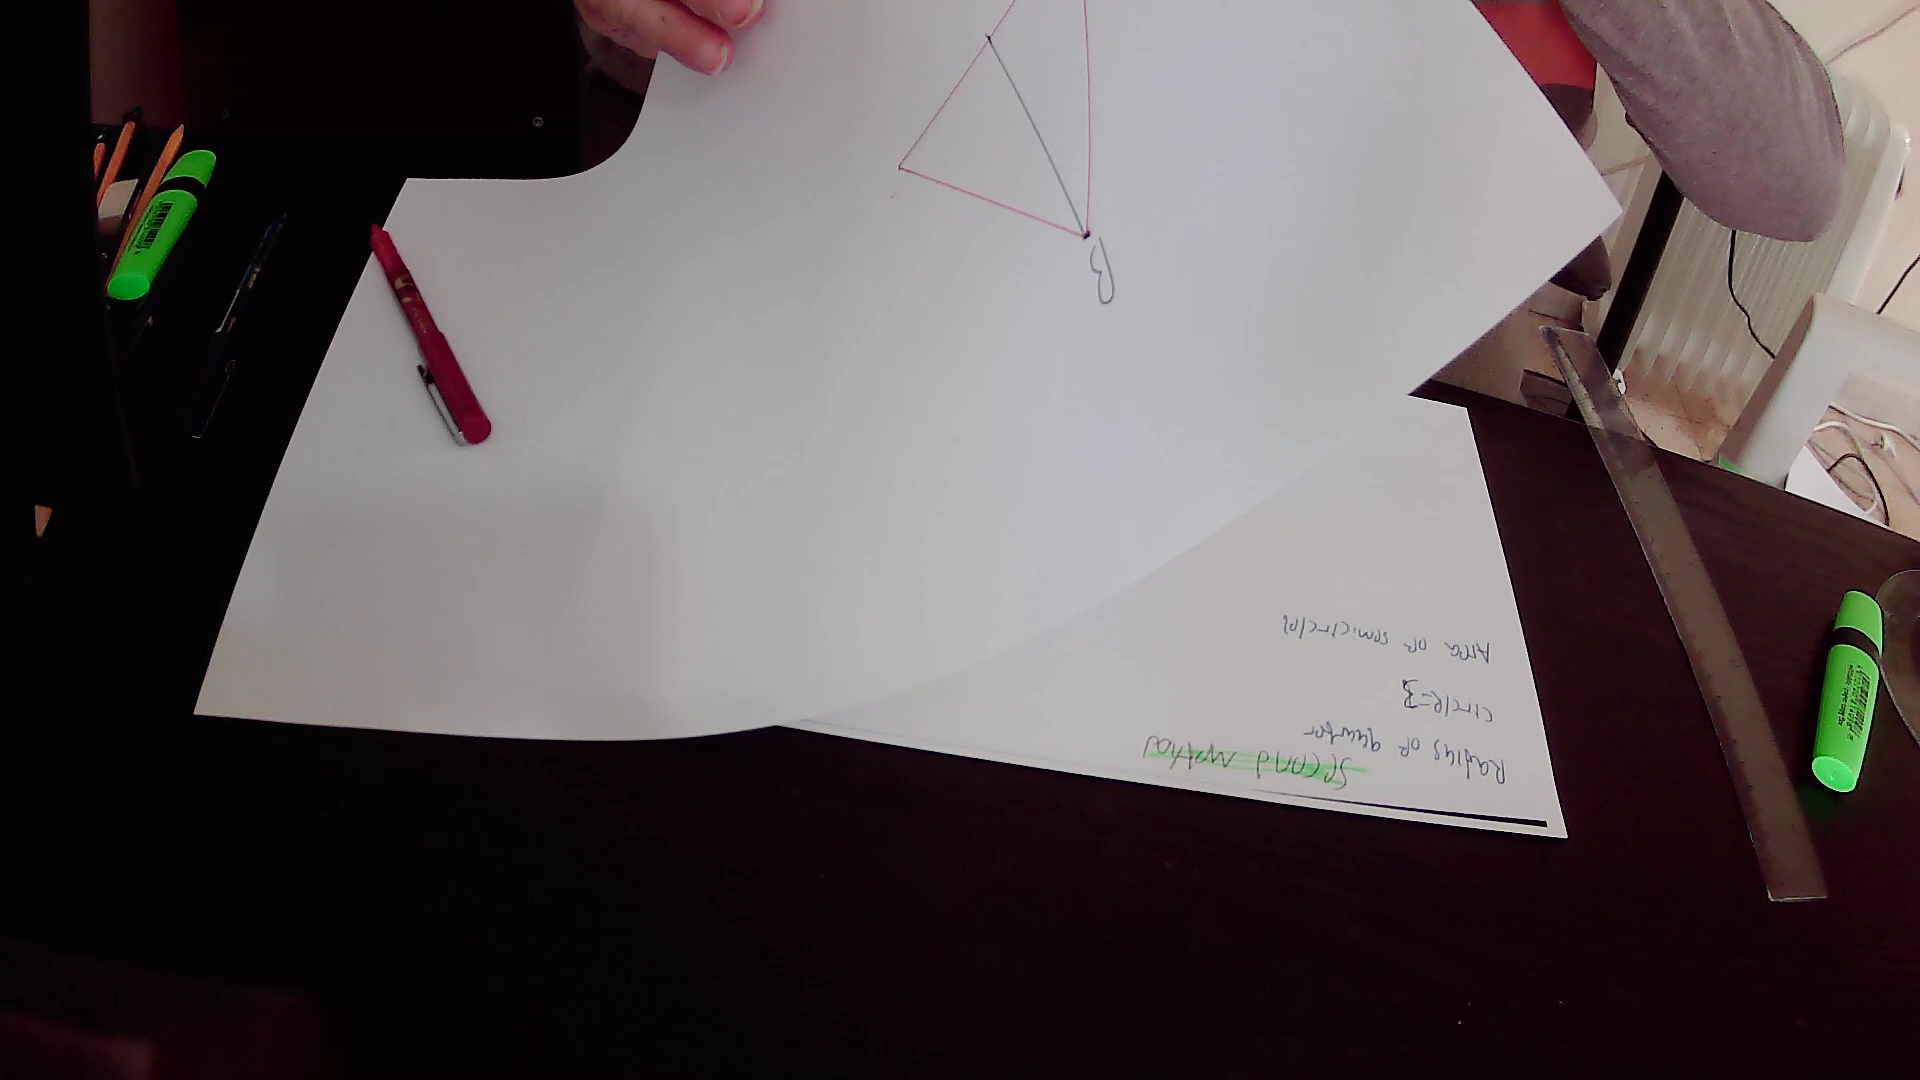 B
Second method
Radius of quarter
circle=3
Area of semicircle